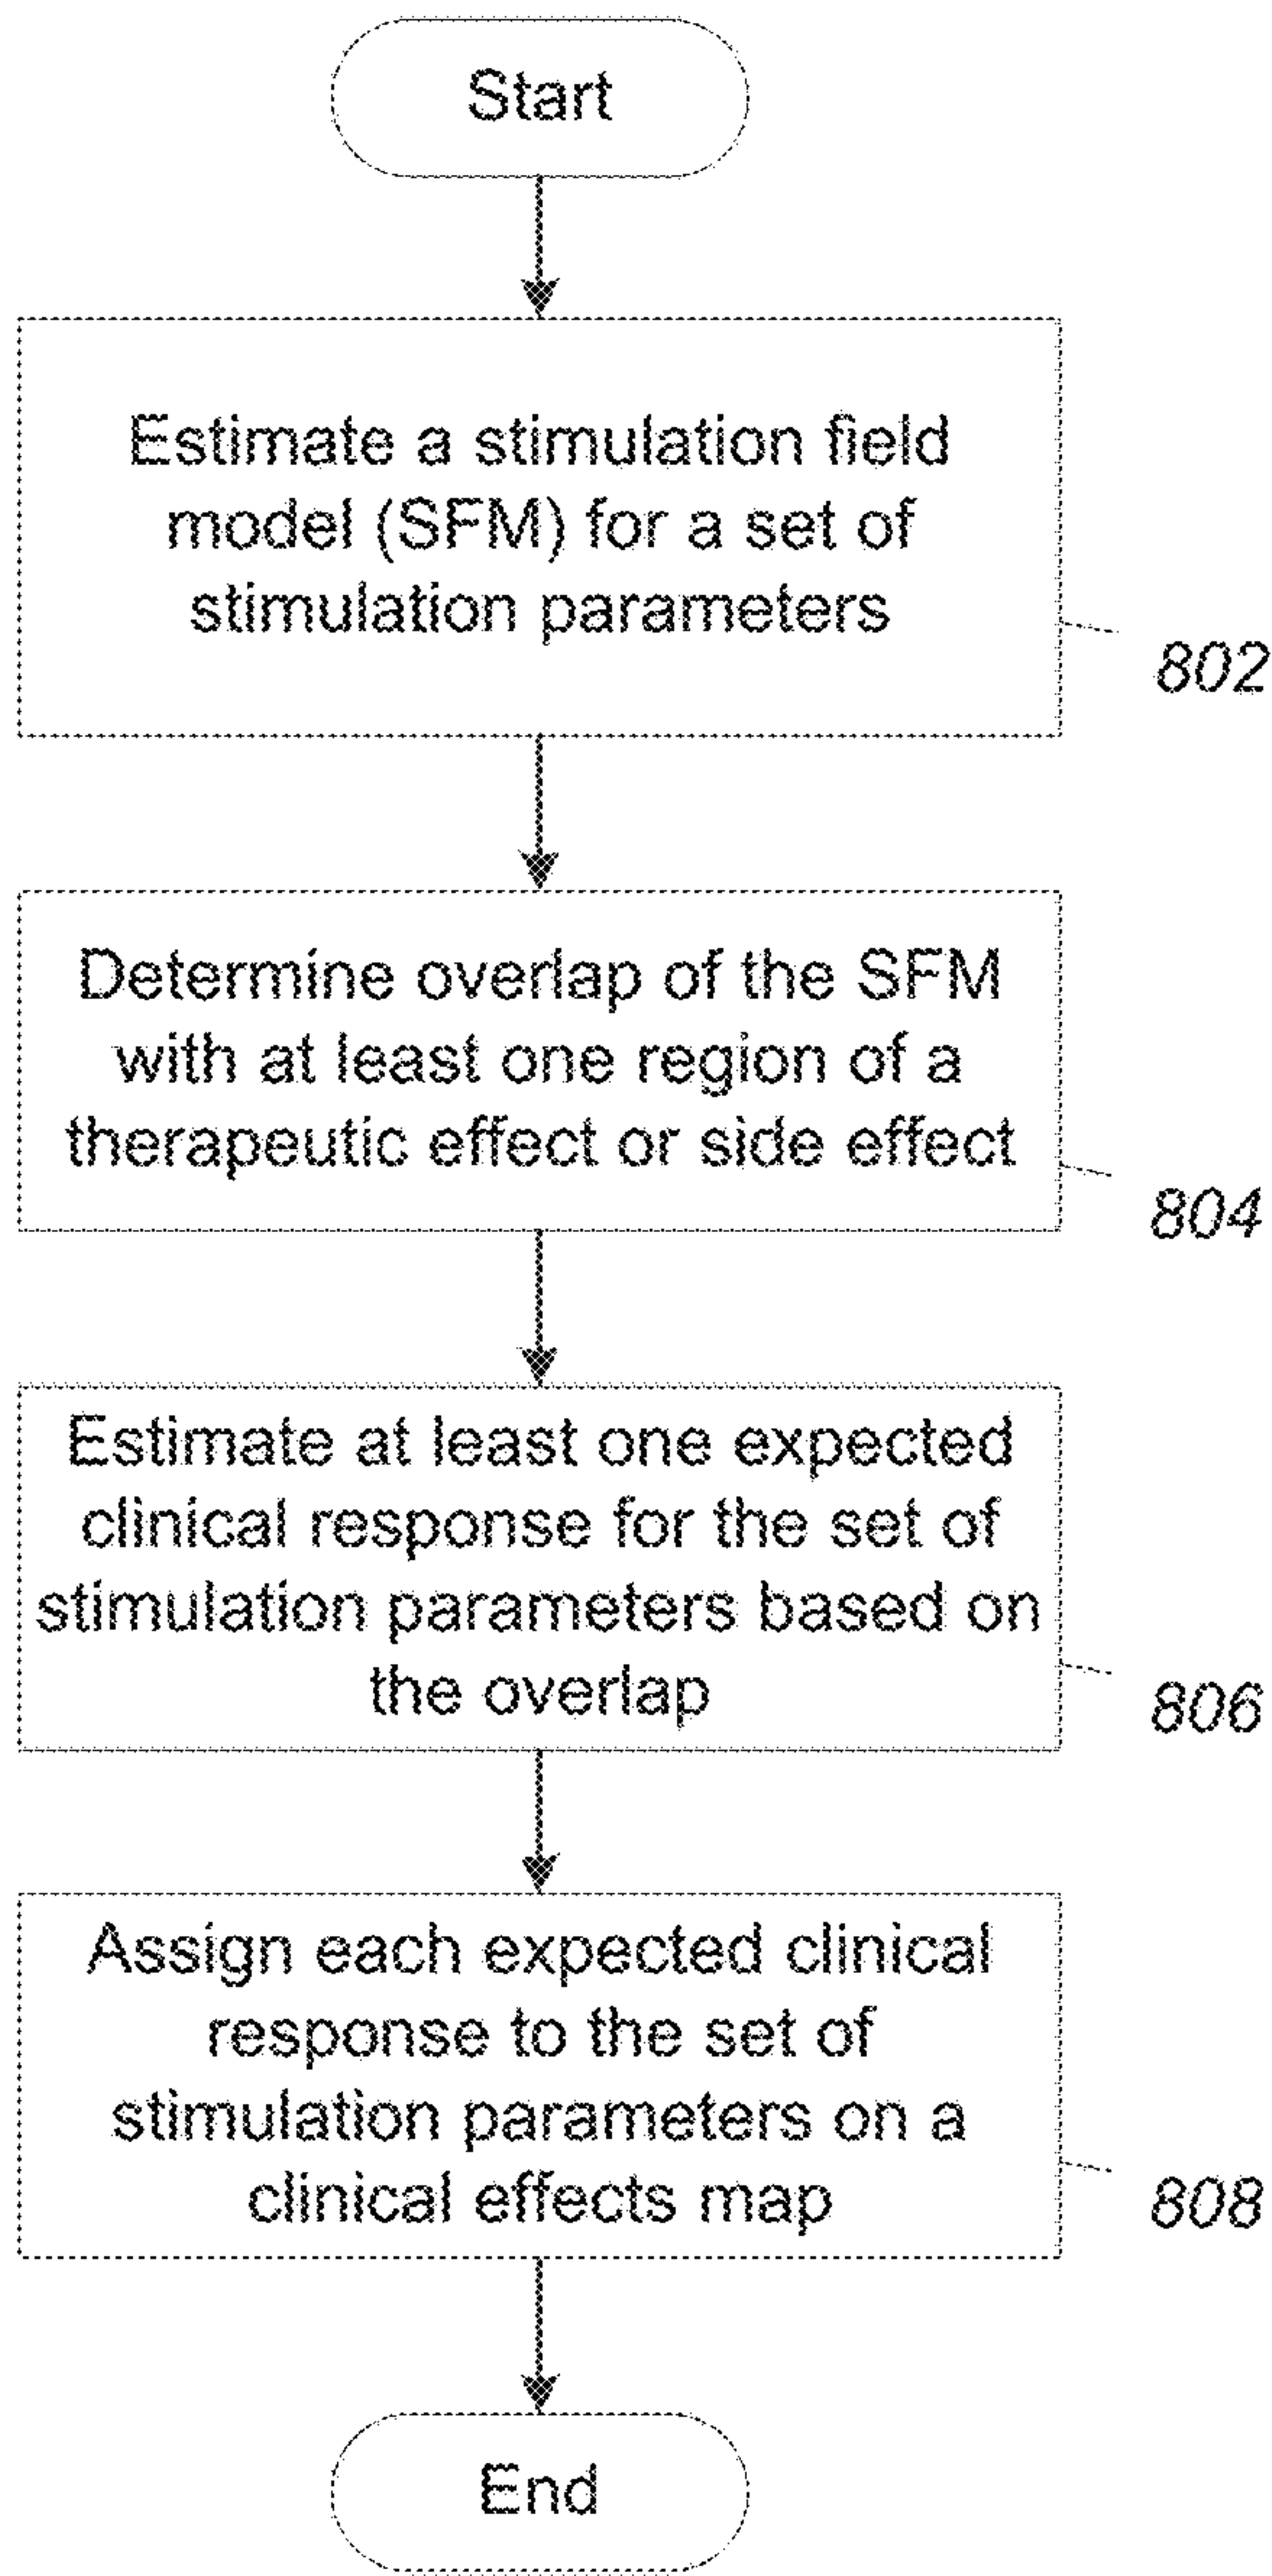 Start
Estimate a stimulation field
model (SFM) for a set of
stimulation parameters
802
Determine overlap of the SFM
with at least one region of a
therapeutic effect or side effect
804
Estimate at least one expected
clinical response for the set of
stimulation parameters based on
the overlap
806
Assign each expected clinical
response to the set of
stimulation parameters on a
clinical effects map
808
End